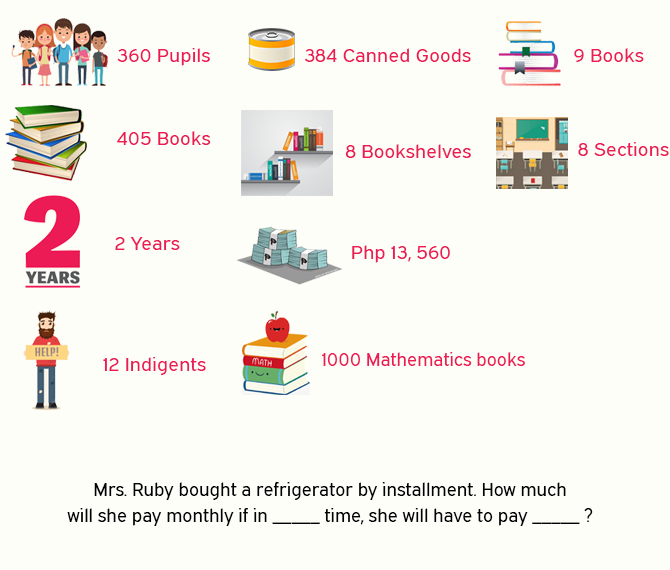 360 Pupils
384 Canned Goods
9 Books
405 Books
8 Bookshelves
8 Sections
2
YEARS
2 Years
Php 13, 560
HELP!
12 Indigents
MATH
1000 Mathematics books
Mrs. Ruby bought a refrigerator by installment. How much
will she pay monthly if in _____ time, she will have to pay _____ ?